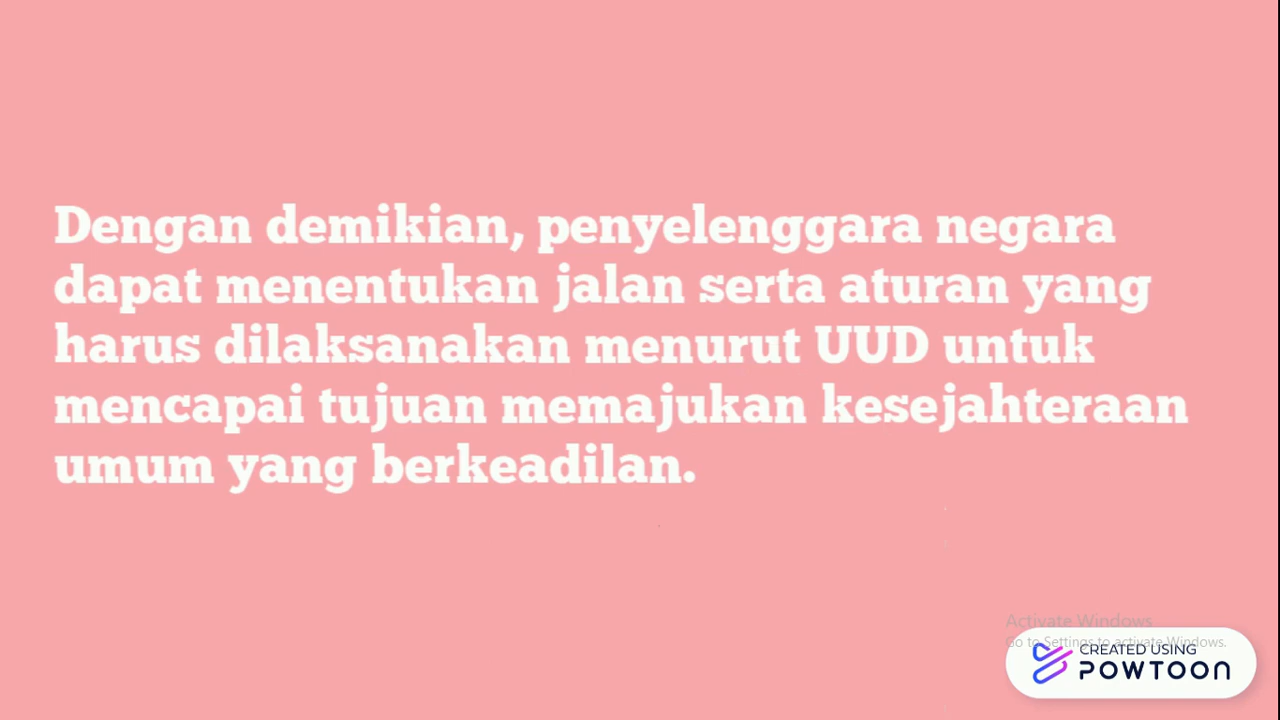 Dengan demikian, penyelenggara negara
dapat menentukan jalan serta aturan yang
harus dilaksanakan menurut UUD untuk
mencapai tujuan memajukan kesejahteraan
umum yang berkeadilan.
Activate Windows
Go to Settings to activate Windows.
CREATED USING
POWTOON